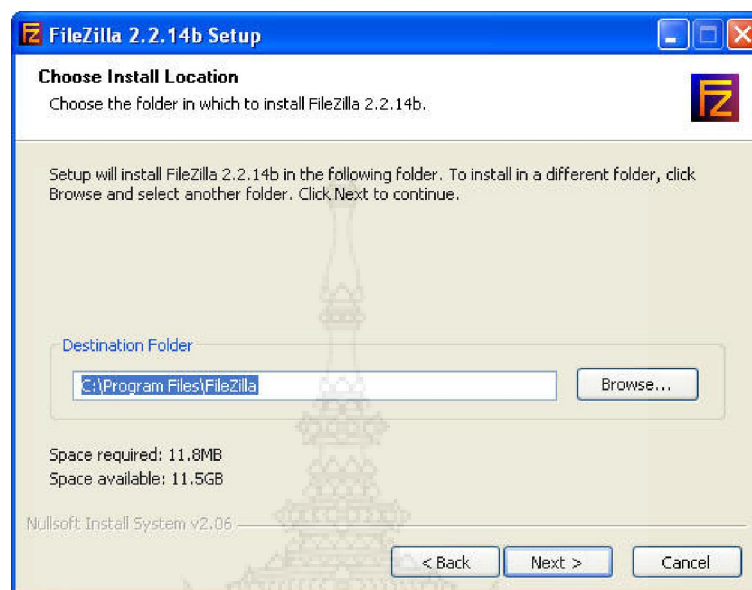 FileZilla 2.2.14b Setup
Choose Install Location
Choose the folder in which to install FileZilla 2.2.14b.
FZ
Setup will install FileZilla 2.2.14b in the following folder. To install in a different folder, click
Browse and select another folder. Click Next to continue.
Destination Folder
C:\Program Files\FileZilla
Browse...
Space required: 11.8MB
Space available: 11.5GB
Nullsoft Install System v2.06
< Back
Next >
Cancel